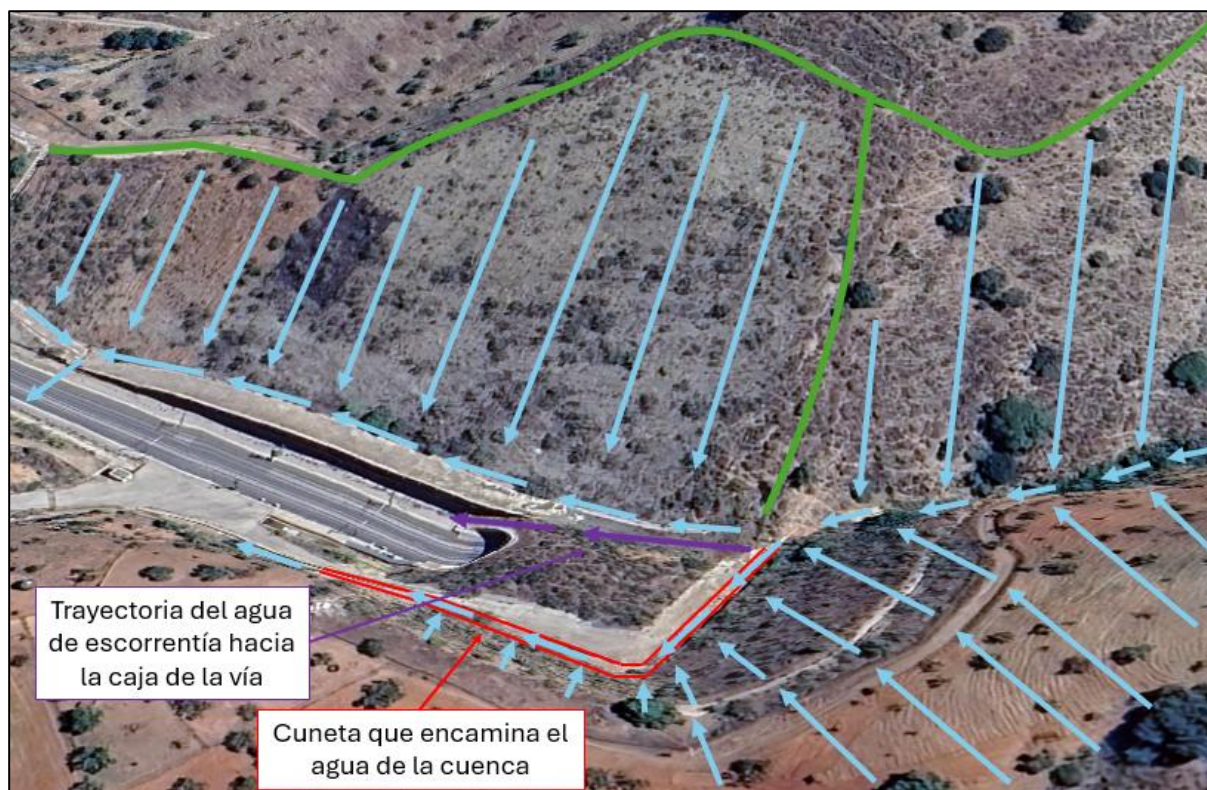 Trayectoria del agua
de escorrentía hacia
la caja de la vía
Cuneta que encamina el
agua de la cuenca